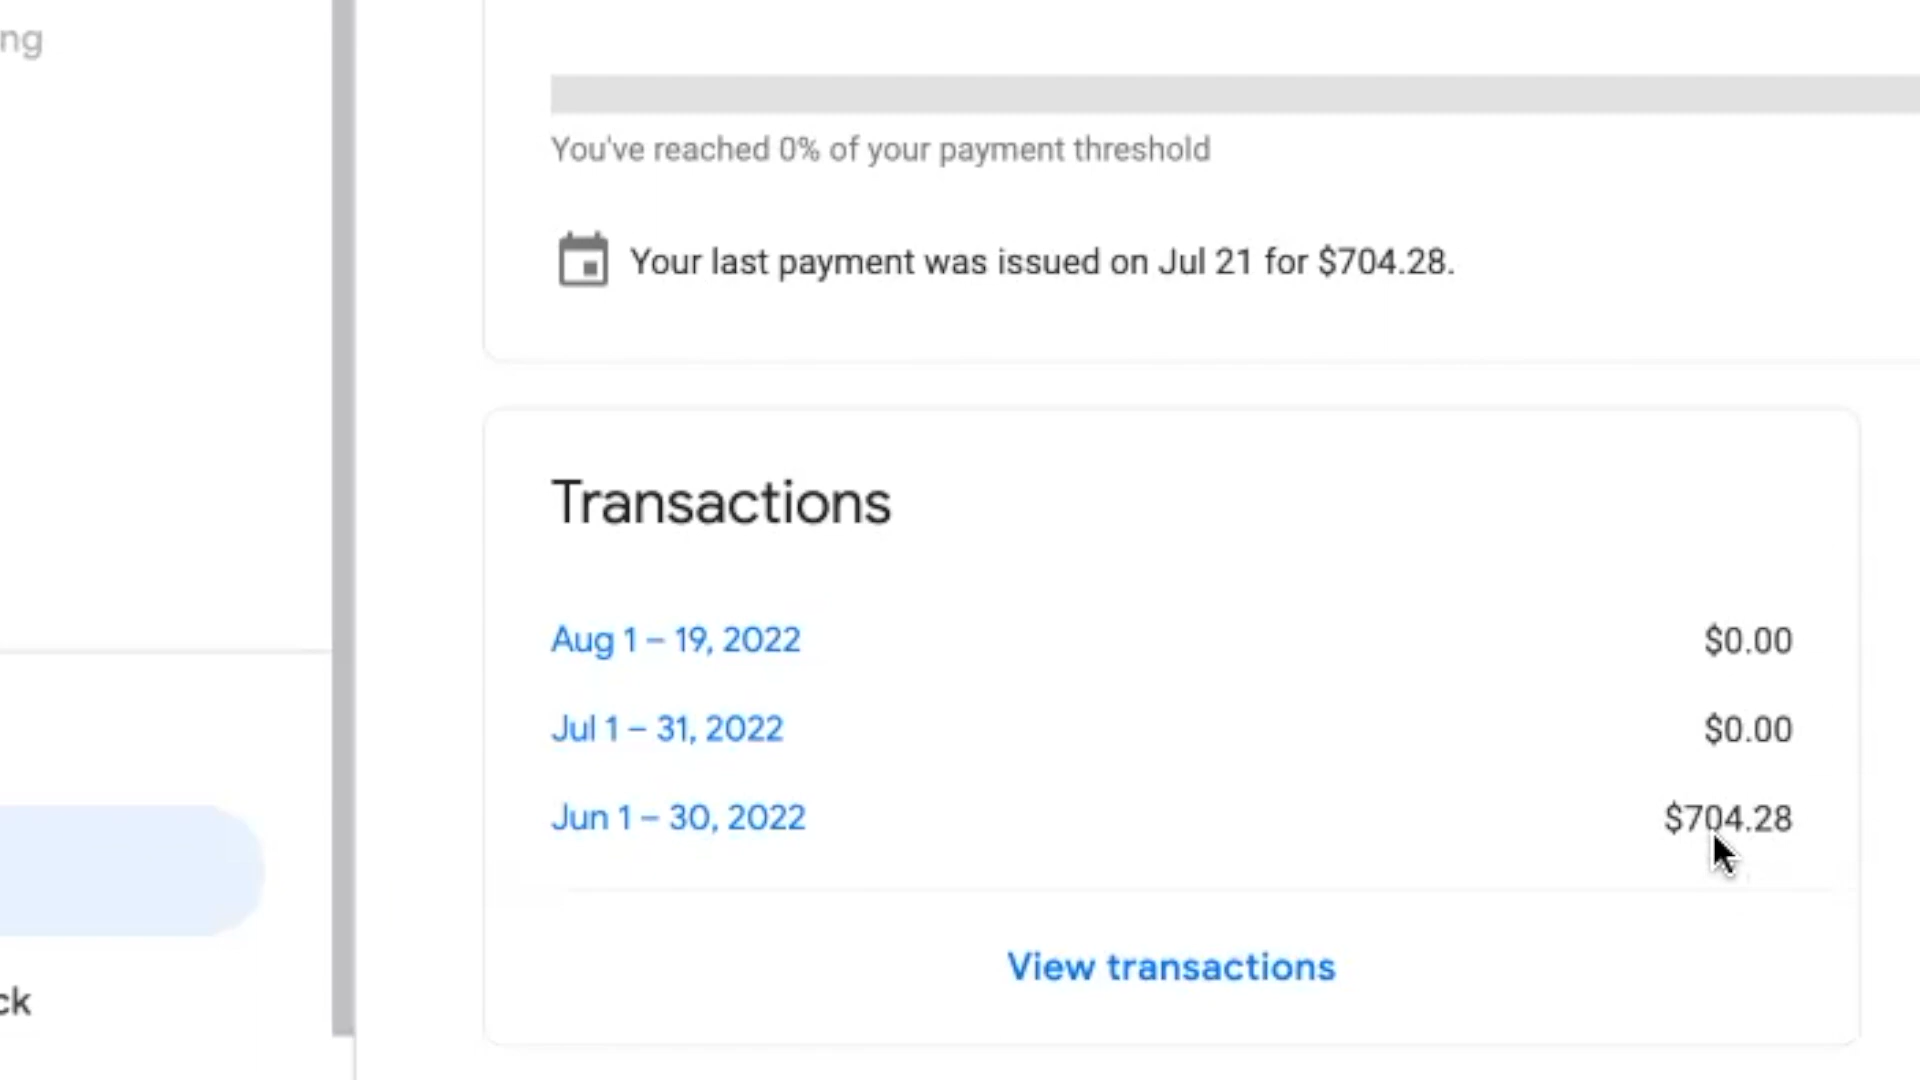 ng
You've reached 0% of your payment threshold
Your last payment was issued on Jul 21 for $704.28.
Transactions
Aug 1 – 19, 2022 $0.00
Jul 1 – 31, 2022 $0.00
Jun 1 – 30, 2022 $704.28
View transactions
ck